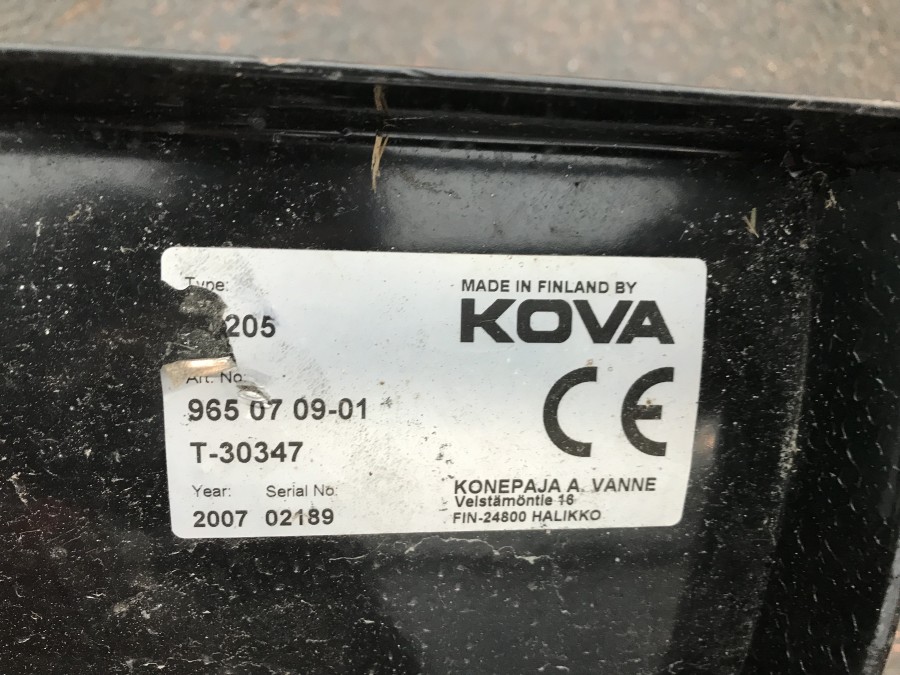 Type:
205
MADE IN FINLAND BY
KOVA
Art. No:
965 07 09-01
T-30347
CE
Year: Serial No:
2007 02189
KONEPAJA A. VANNE
Velstämöntie 16
FIN-24800 HALIKKO